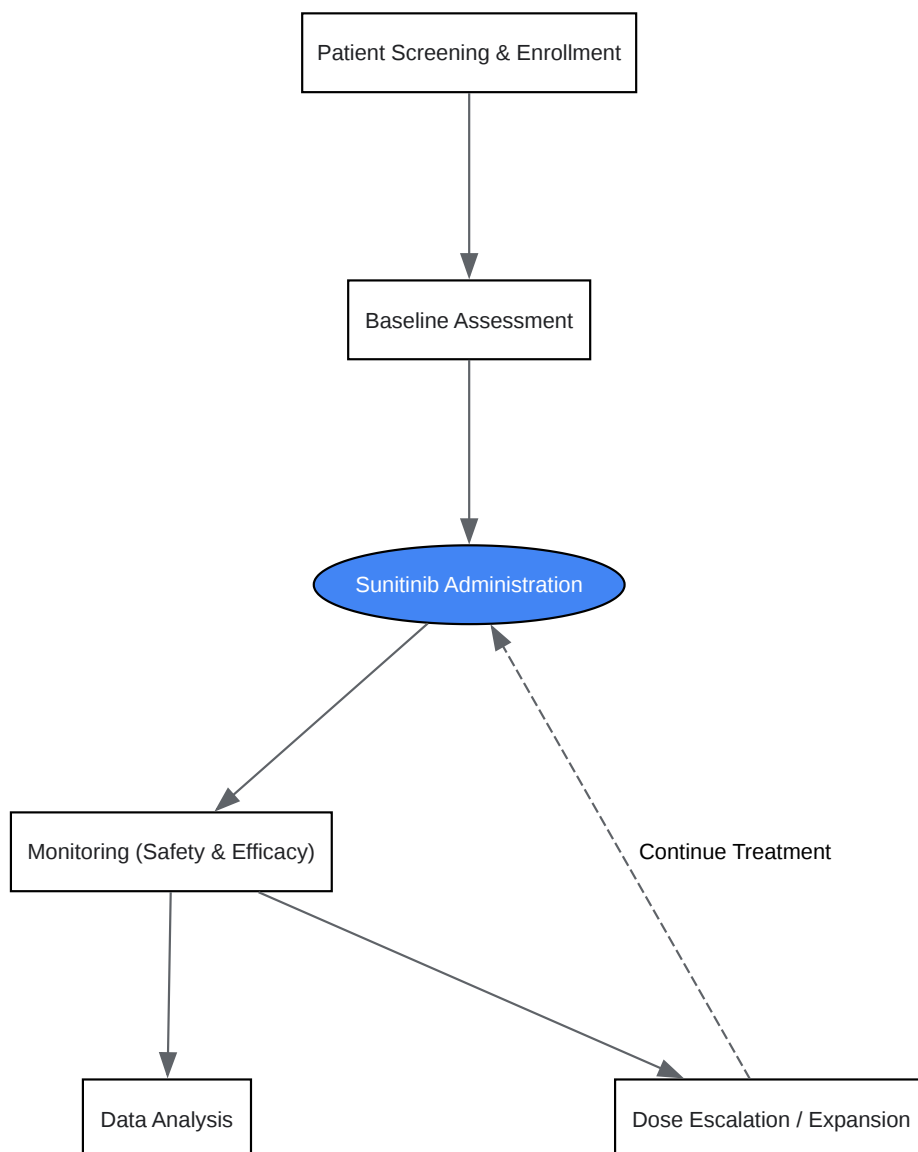 Patient Screening & Enrollment
Baseline Assessment
Sunitinib Administration
Monitoring (Safety & Efficacy)
Continue Treatment
Data Analysis
Dose Escalation / Expansion